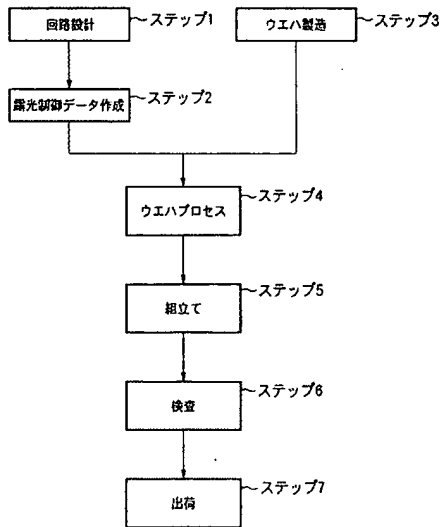 回路設計
ステップ1
ウエハ製造
ステップ3
露光制御データ作成
ステップ2
ウエハプロセス
ステップ4
組立て
ステップ5
検査
ステップ6
出荷
ステップ7